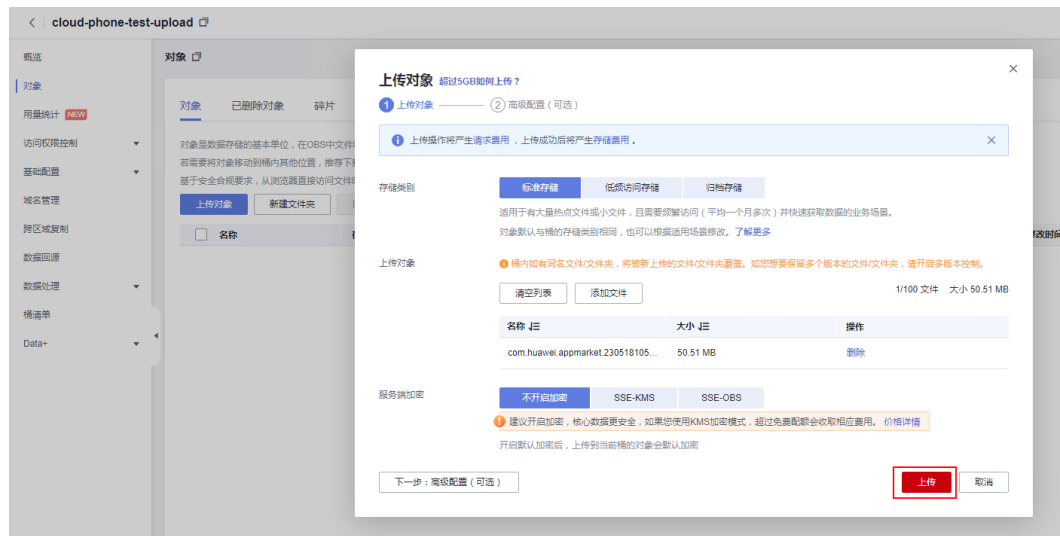 cloud-phone-test-upload
概览
对象
用量统计 NEW
访问权限控制
基础配置
域名管理
跨区域复制
数据回源
数据处理
桶清单
Data+
对象
对象 已删除对象 碎片
对象是数据存储的基本单位，在OBS中文件
若需要将对象移动到桶内其他位置，推荐下
基于安全合规要求，从浏览器直接访问文件
上传对象 新建文件夹
名称
修改时间
上传对象 超过5GB如何上传？
1 上传对象 2 高级配置（可选）
上传操作将产生请求费用，上传成功后将产生存储费用。
存储类别 标准存储 低频访问存储 归档存储
适用于有大量热点文件或小文件，且需要频繁访问（平均一个月多次）并快速获取数据的业务场景。
对象默认与桶的存储类别相同，也可以根据适用场景修改。了解更多
上传对象 桶内如有同名文件/文件夹，将被新上传的文件/文件夹覆盖。如您想要保留多个版本的文件/文件夹，请开启多版本控制。
清空列表 添加文件 1/100 文件 大小 50.51 MB
名称 大小 操作
com.huawei.appmarket.230518105... 50.51 MB 删除
服务端加密 不开启加密 SSE-KMS SSE-OBS
建议开启加密，核心数据更安全，如果您使用KMS加密模式，超过免费配额会收取相应费用。 价格详情
开启默认加密后，上传到当前桶的对象会默认加密
下一步：高级配置（可选） 上传 取消